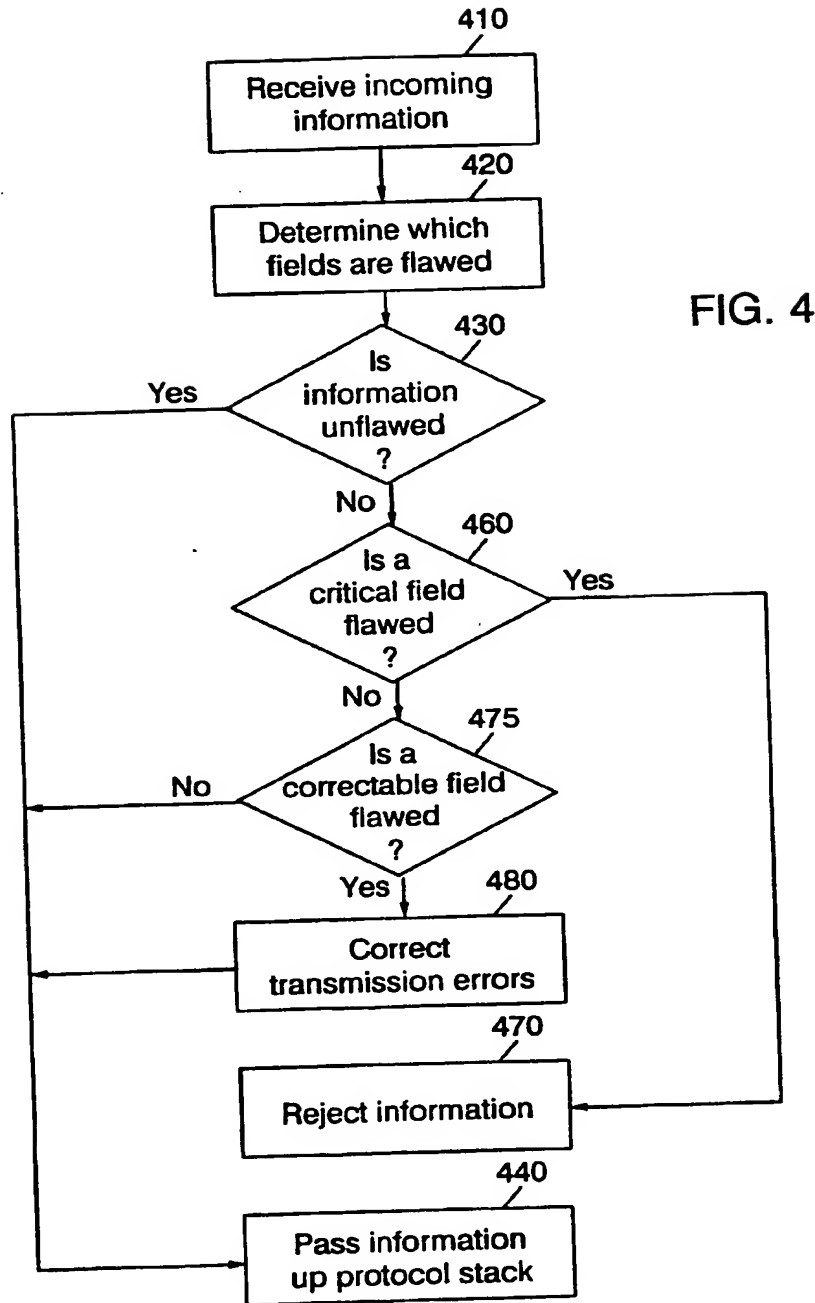 410
Receive incoming
information
420
Determine which
fields are flawed
FIG. 4
430
Is
information
unflawed
?
Yes
No
460
Is a
critical field
flawed
?
Yes
No
475
Is a
correctable field
flawed
?
No
Yes
480
Correct
transmission errors
470
Reject information
440
Pass information
up protocol stack